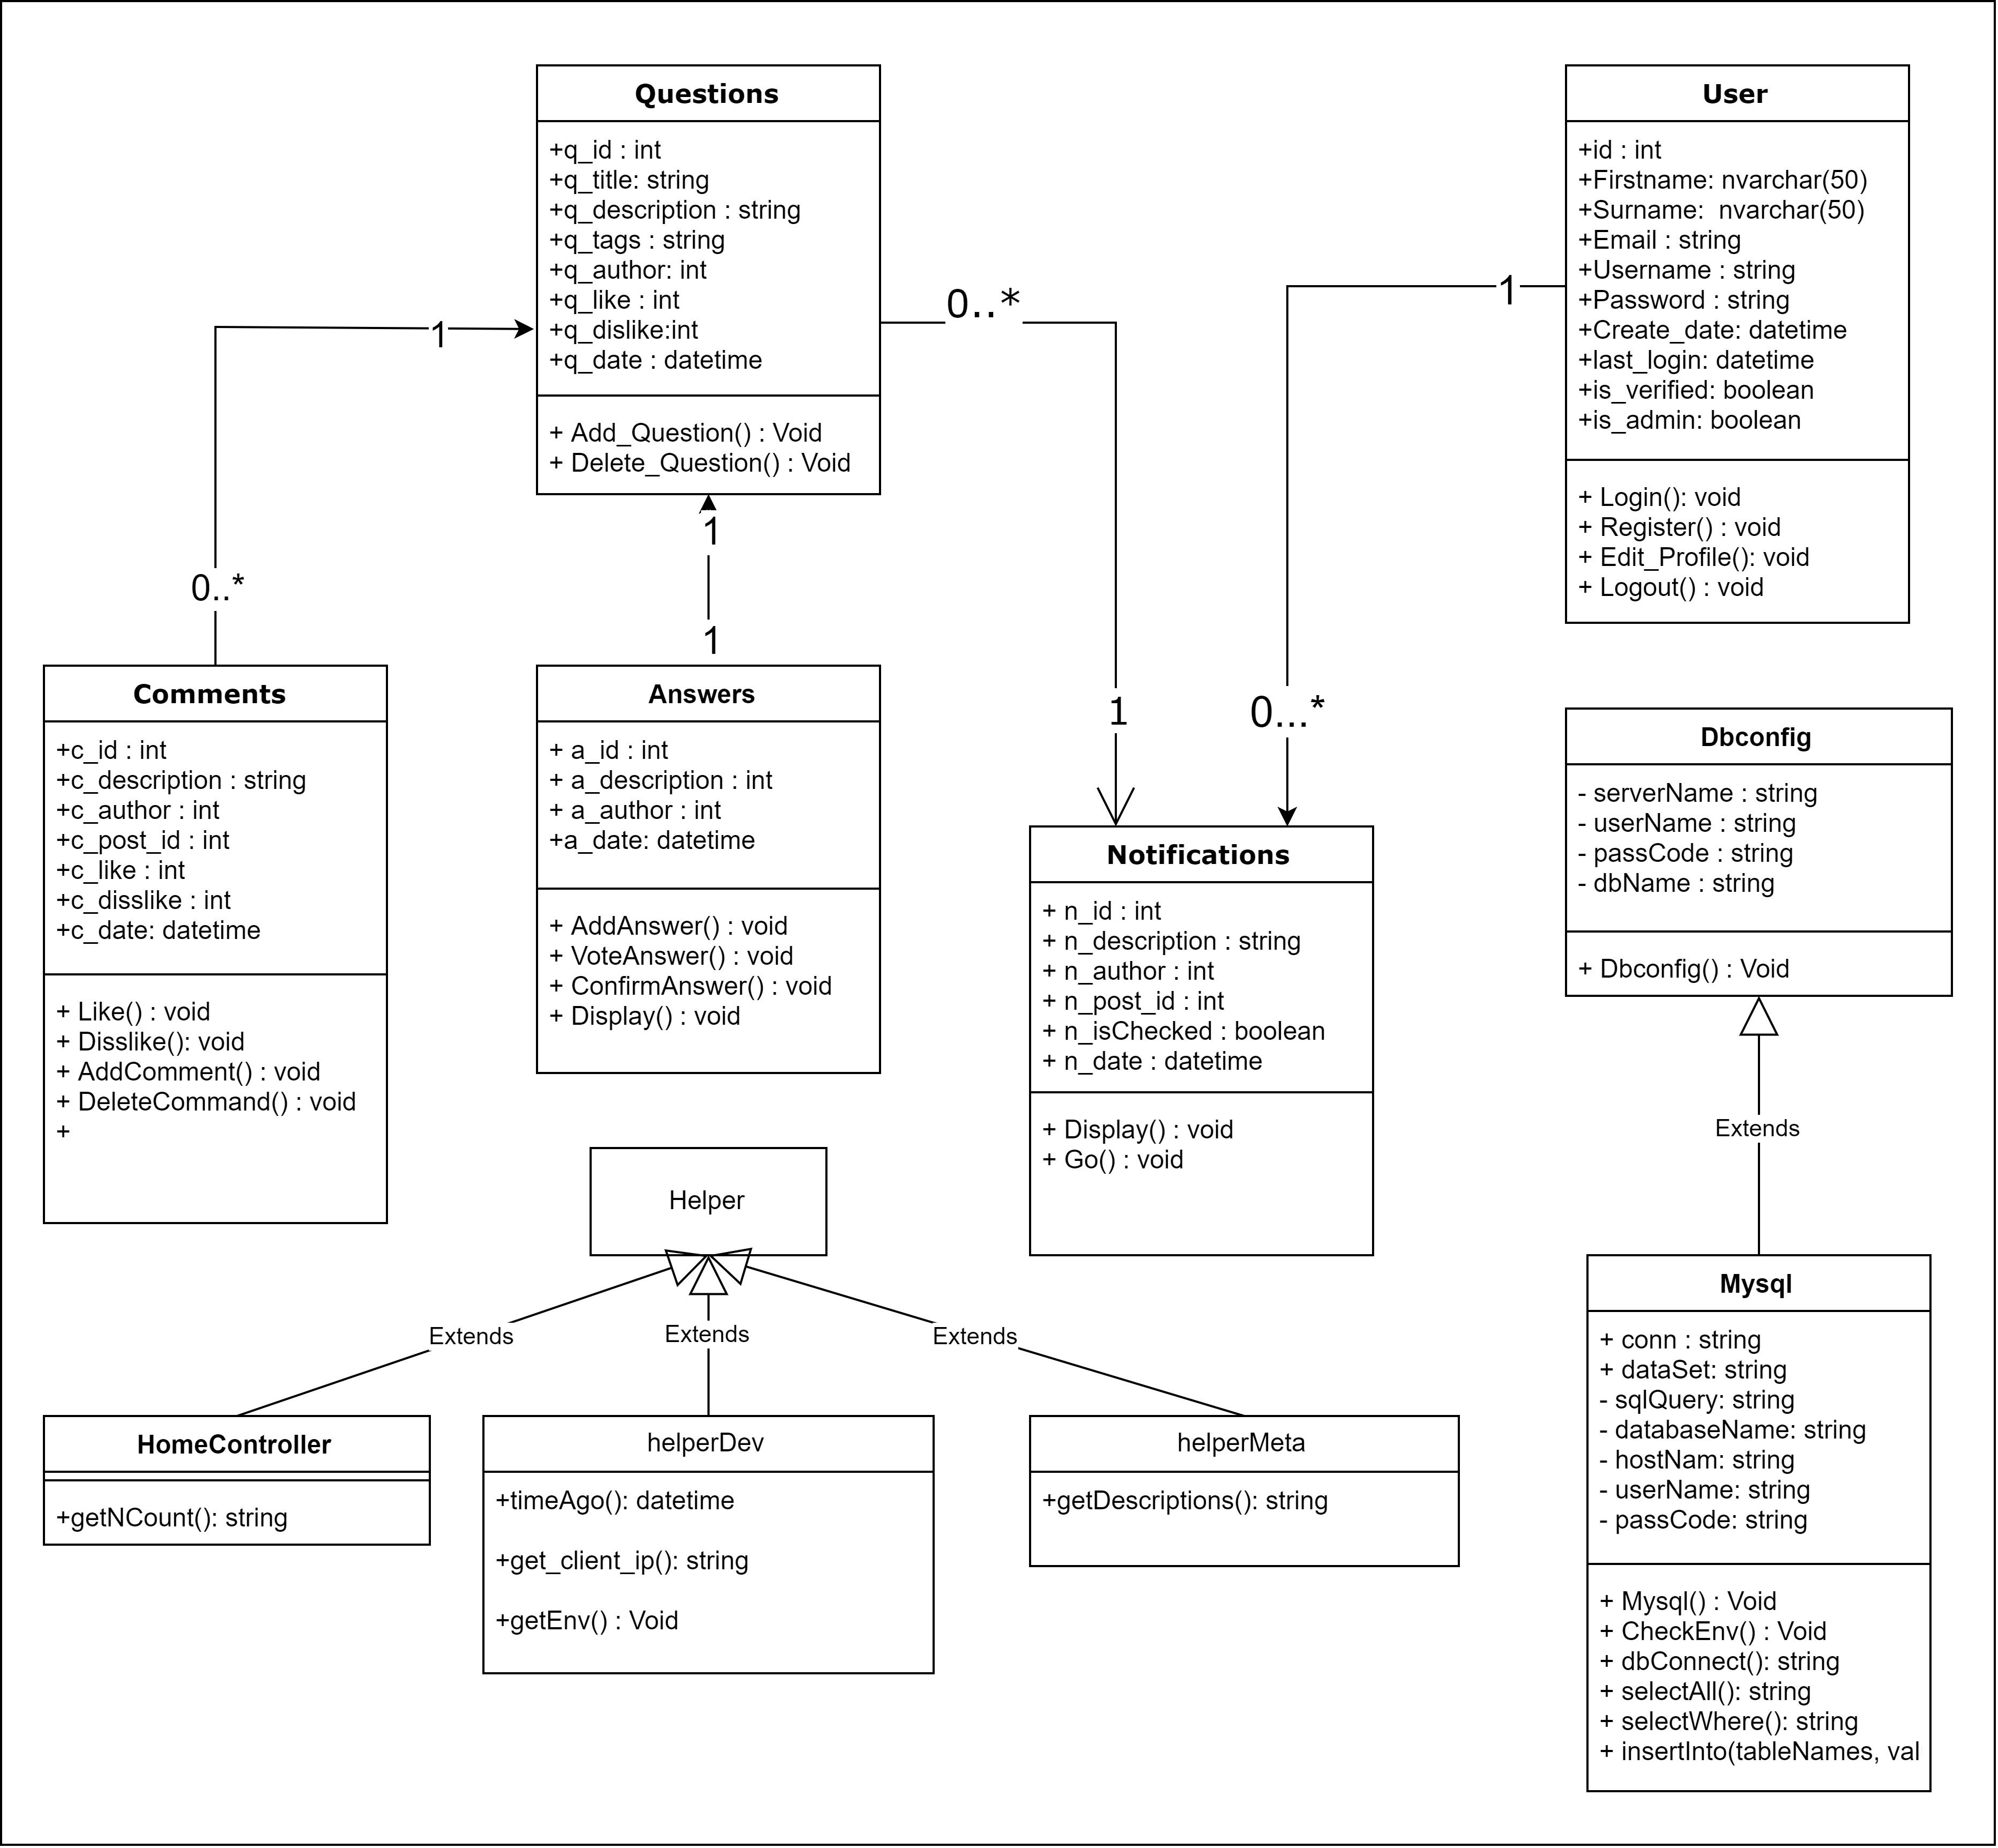 Questions
+q_id : int
+q_title: string
+q_description : string
+q_tags : string
+q_author: int
+q_like : int
+q_dislike:int
+q_date : datetime
+ Add_Question() : Void
+ Delete_Question() : Void
User
+id : int
+Firstname: nvarchar(50)
+Surname:  nvarchar(50)
+Email : string
+Username : string
+Password : string
+Create_date: datetime
+last_login: datetime
+is_verified: boolean
+is_admin: boolean
+ Login(): void
+ Register() : void
+ Edit_Profile(): void
+ Logout() : void
1
0..*
1
1
0..*
1
1
0...*
Comments
+c_id : int
+c_description : string
+c_author : int
+c_post_id : int
+c_like : int
+c_disslike : int
+c_date: datetime
+ Like() : void
+ Disslike(): void
+ AddComment() : void
+ DeleteCommand() : void
+
Answers
+ a_id : int
+ a_description : int
+ a_author : int
+a_date: datetime
+ AddAnswer() : void
+ VoteAnswer() : void
+ ConfirmAnswer() : void
+ Display() : void
Notifications
+ n_id : int
+ n_description : string
+ n_author : int
+ n_post_id : int
+ n_isChecked : boolean
+ n_date : datetime
+ Display() : void
+ Go() : void
Dbconfig
- serverName : string
- userName : string
- passCode : string
- dbName : string
+ Dbconfig() : Void
Extends
Helper
Extends
Extends
Extends
HomeController
+getNCount(): string
helperDev
+timeAgo(): datetime
+get_client_ip(): string
+getEnv() : Void
helperMeta
+getDescriptions(): string
Mysql
+ conn : string
+ dataSet: string
- sqlQuery: string
- databaseName: string
- hostNam: string
- userName: string
- passCode: string
+ Mysql() : Void
+ CheckEnv() : Void
+ dbConnect(): string
+ selectAll(): string
+ selectWhere(): string
+ insertInto(tableNames, val